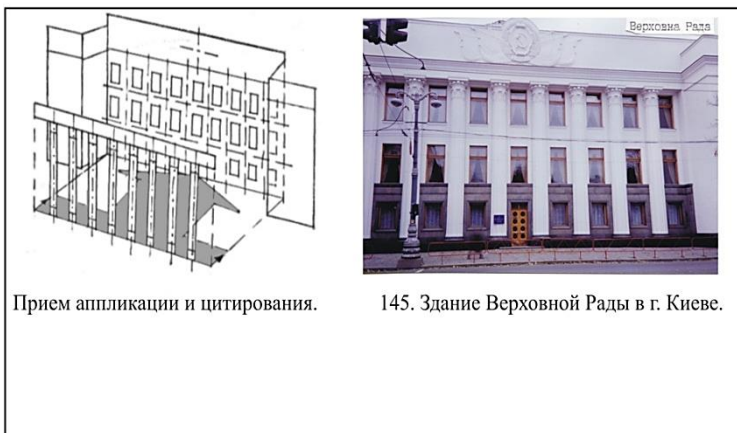 Верховна Рада
Прием аппликации и цитирования.
145. Здание Верховной Рады в г. Киеве.